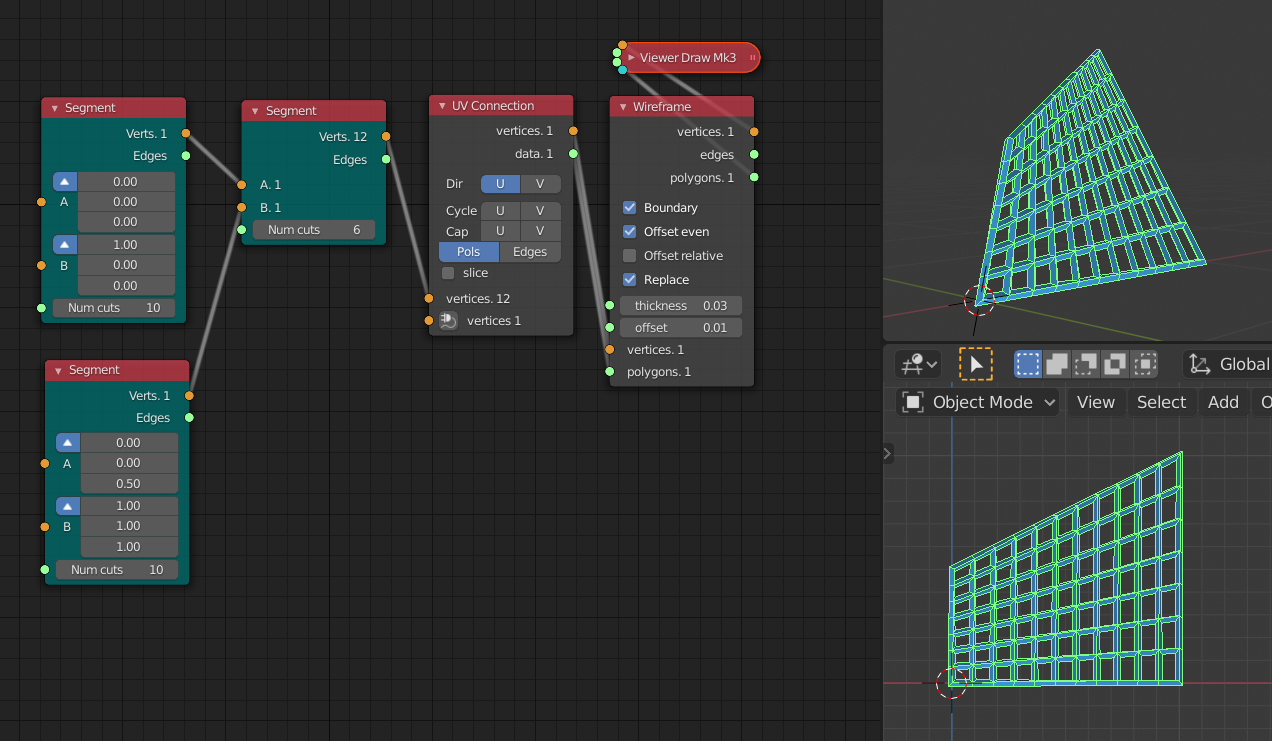 Segment
Verts. 1
Edges
0.00
A 0.00
0.00
1.00
B 0.00
0.00
Num cuts 10
Segment
Verts. 1
Edges
0.00
A 0.00
0.50
1.00
B 1.00
1.00
Num cuts 10
Segment
Verts. 12
Edges
A. 1
B. 1
Num cuts 6
UV Connection
vertices. 1
data. 1
Dir U V
Cycle U V
Cap U V
Pols Edges
slice
vertices. 12
vertices 1
Viewer Draw Mk3
Wireframe
vertices. 1
edges
polygons. 1
Boundary
Offset even
Offset relative
Replace
thickness 0.03
offset 0.01
vertices. 1
polygons. 1
Global
Object Mode View Select Add O